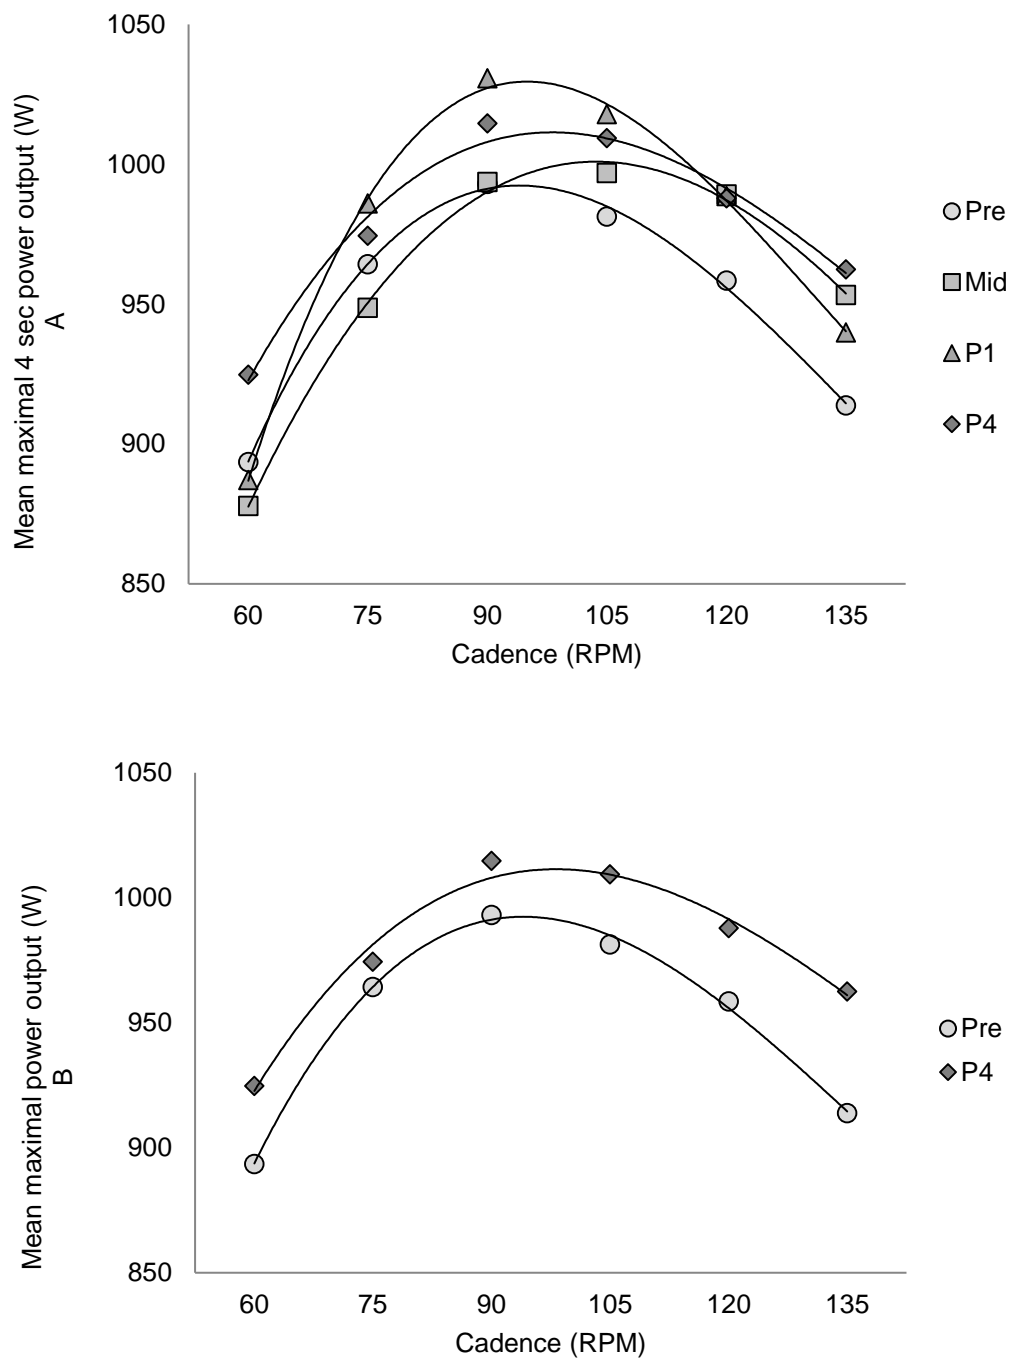 1050
1000
950
900
850
Mean maximal 4 sec power output (W)
A
60 75 90 105 120 135
Cadence (RPM)
Pre
Mid
P1
P4
1050
1000
950
900
850
Mean maximal power output (W)
B
60 75 90 105 120 135
Cadence (RPM)
Pre
P4